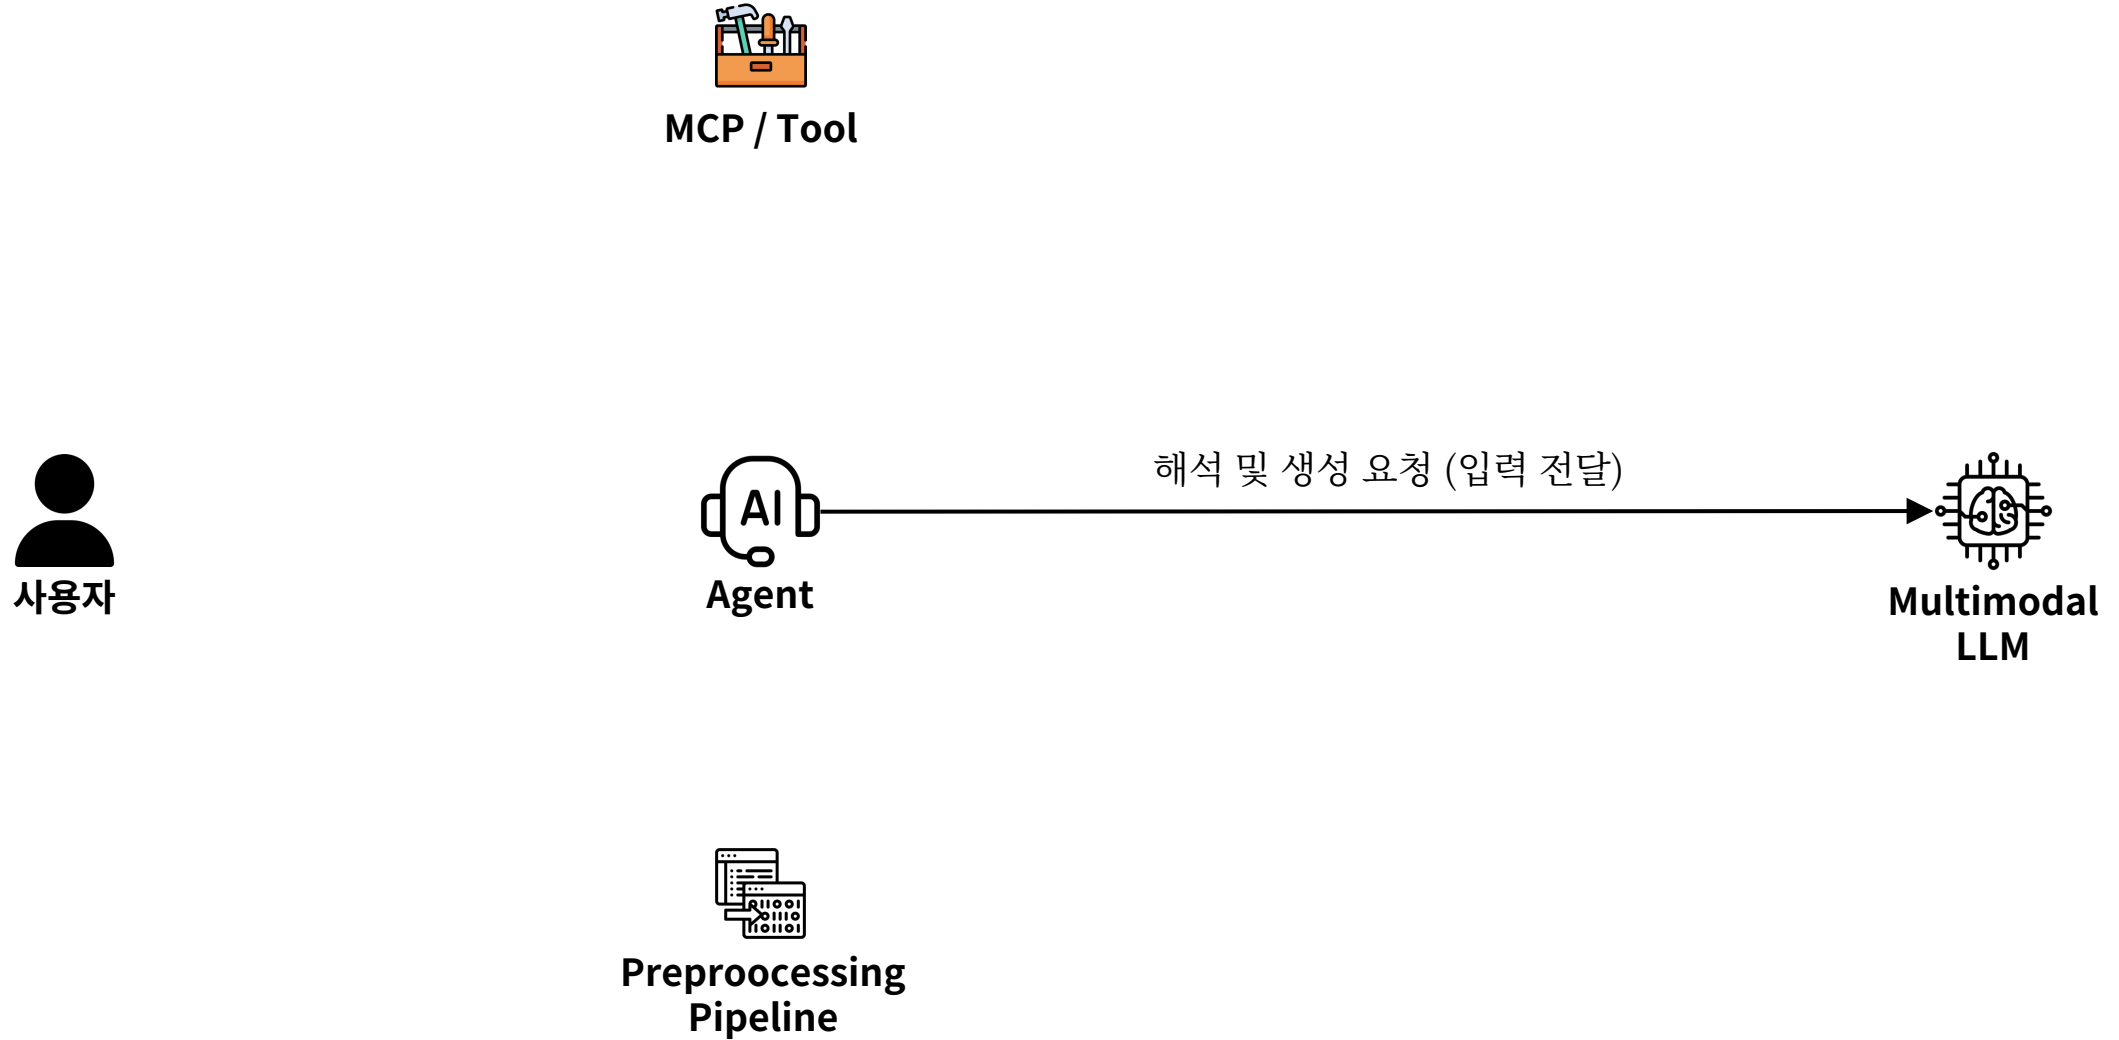 MCP / Tool
해석 및 생성 요청 (입력 전달)
AI
사용자
Agent
Multimodal
LLM
Preproocessing
Pipeline